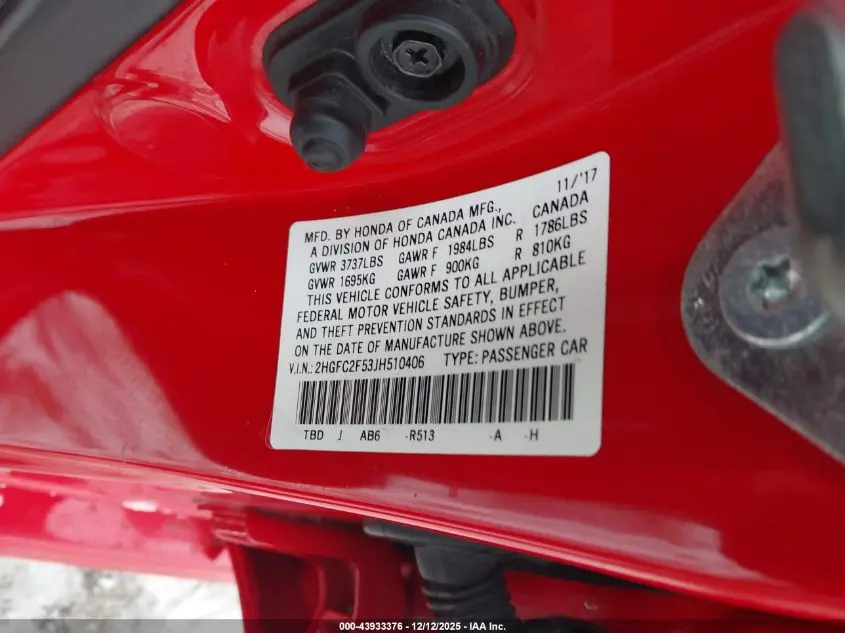 11/'17
MFD. BY HONDA OF CANADA MFG.,
A DIVISION OF HONDA CANADA INC. CANADA
GVWR 3737LBS GAWR F 1984LBS R 1786LBS
GVWR 1695KG GAWR F 900KG R 810KG
THIS VEHICLE CONFORMS TO ALL APPLICABLE
FEDERAL MOTOR VEHICLE SAFETY, BUMPER,
AND THEFT PREVENTION STANDARDS IN EFFECT
ON THE DATE OF MANUFACTURE SHOWN ABOVE.
V.I.N.: 2HGFC2F53JH510406 TYPE: PASSENGER CAR
TBD J AB6 -R513 -A -H
000-43933376 • 12/12/2025 • IAA Inc.